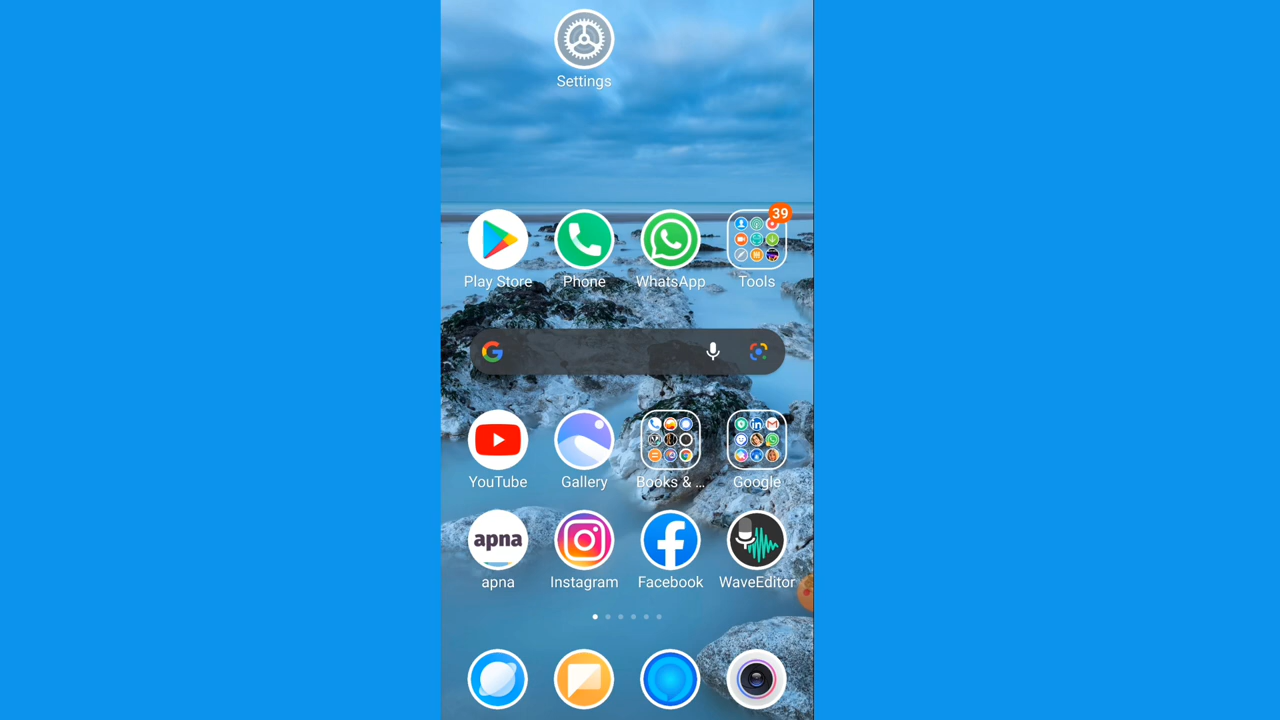 Settings
39
Play Store Phone WhatsApp Tools
YouTube Gallery Books & ... Google
apna
apna Instagram Facebook WaveEditor